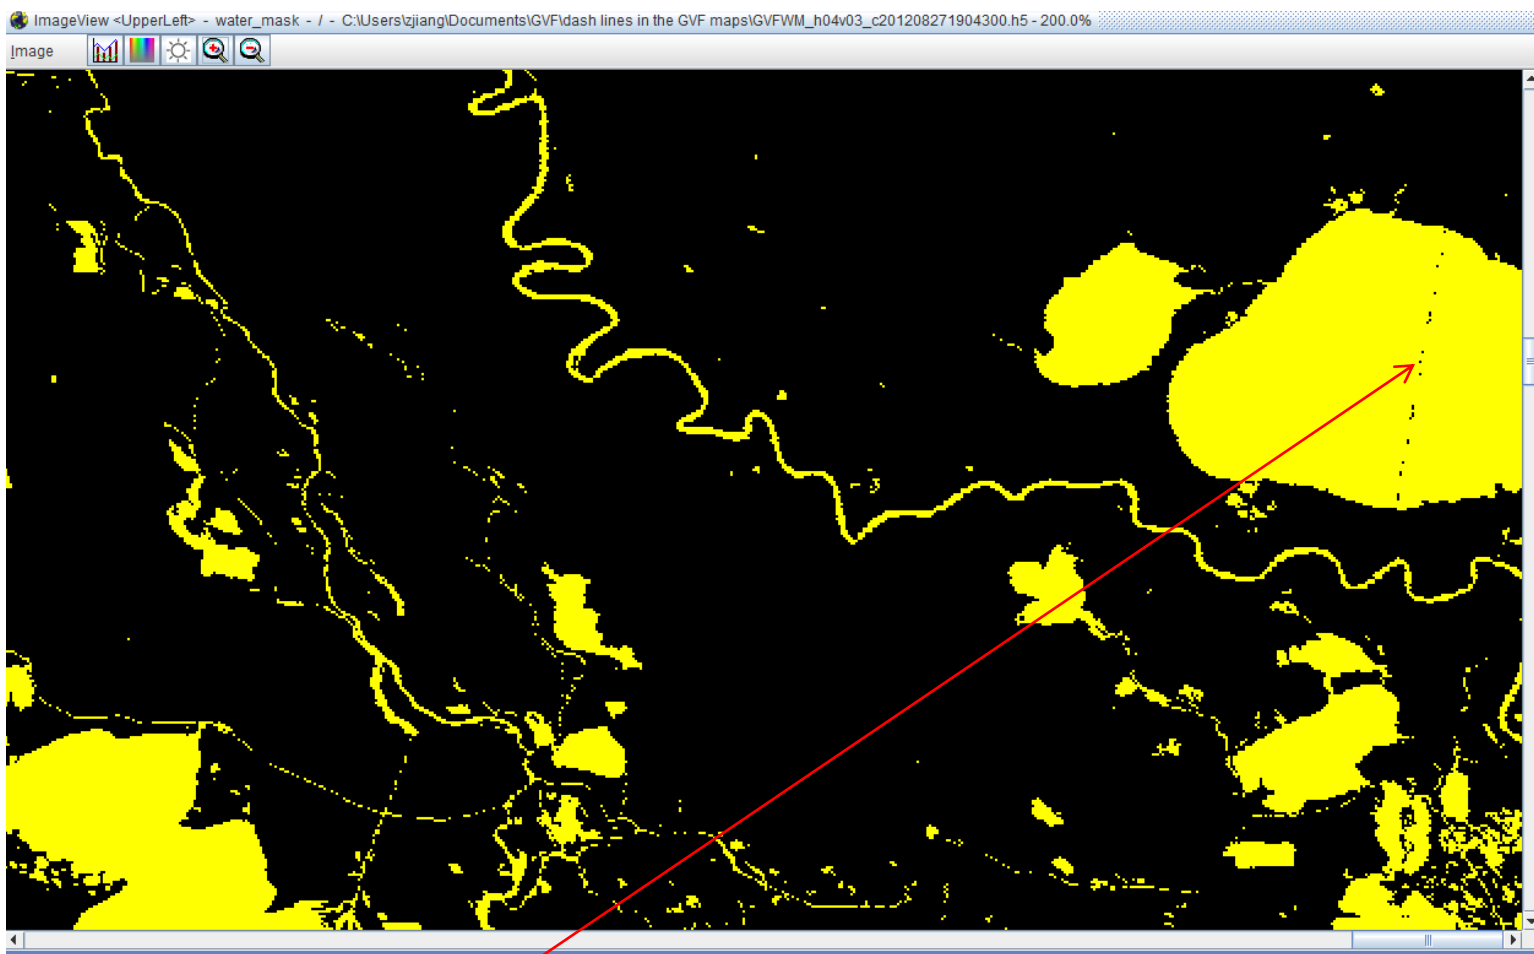 ImageView <UpperLeft> - water_mask - / - C:\Users\zjiang\Documents\GVF\dash lines in the GVF maps\GVFWM_h04v03_c201208271904300.h5 - 200.0%
Image